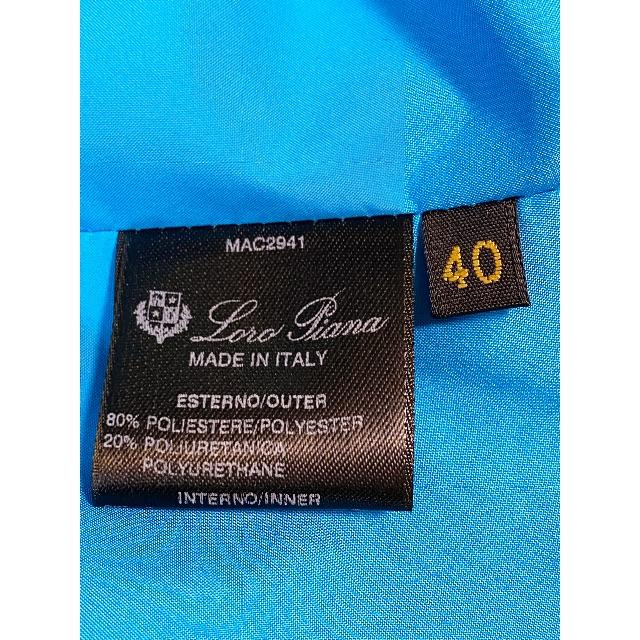 MAC2941
40
Loro Piana
MADE IN ITALY
ESTERNO/OUTER
80% POLIESTERE/POLYESTER
20% POLIURETANICA
POLYURETHANE
INTERNO/INNER